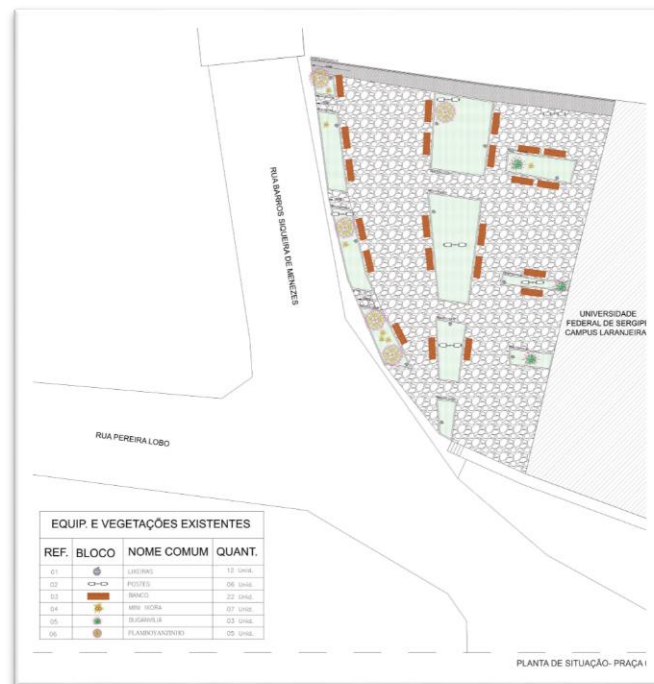 RUA BARROS SIQUEIRA DE MENEZES
UNIVERSIDADE
FEDERAL DE SERGIPE
CAMPUS LARANJEIRA
RUA PEREIRA LOBO
EQUIP. E VEGETAÇÕES EXISTENTES
REF. BLOCO NOME COMUM QUANT.
01 LIXEIRAS 12 Unid.
02 POSTES 06 Unid.
03 BANCO 22 Unid.
04 MINI IXORA 07 Unid.
05 BUGANVILIA 03 Unid.
06 FLAMBOYANZINHO 05 Unid.
PLANTA DE SITUAÇÃO- PRAÇA